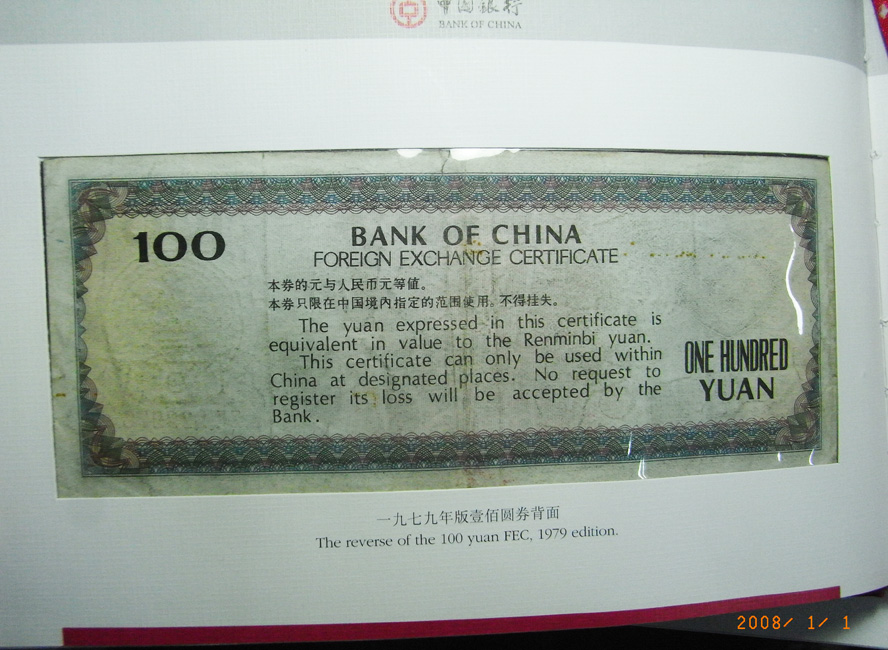 中国银行
BANK OF CHINA
100
BANK OF CHINA
FOREIGN EXCHANGE CERTIFICATE
本券的元与人民币元等值。
本券只限在中国境内指定的范围使用。不得挂失。
The yuan expressed in this certificate is
equivalent in value to the Renminbi yuan.
This certificate can only be used within
China at designated places. No request to
register its loss will be accepted by the
Bank.
ONE HUNDRED
YUAN
一九七九年版壹佰圆券背面
The reverse of the 100 yuan FEC, 1979 edition.
2008/ 1/ 1